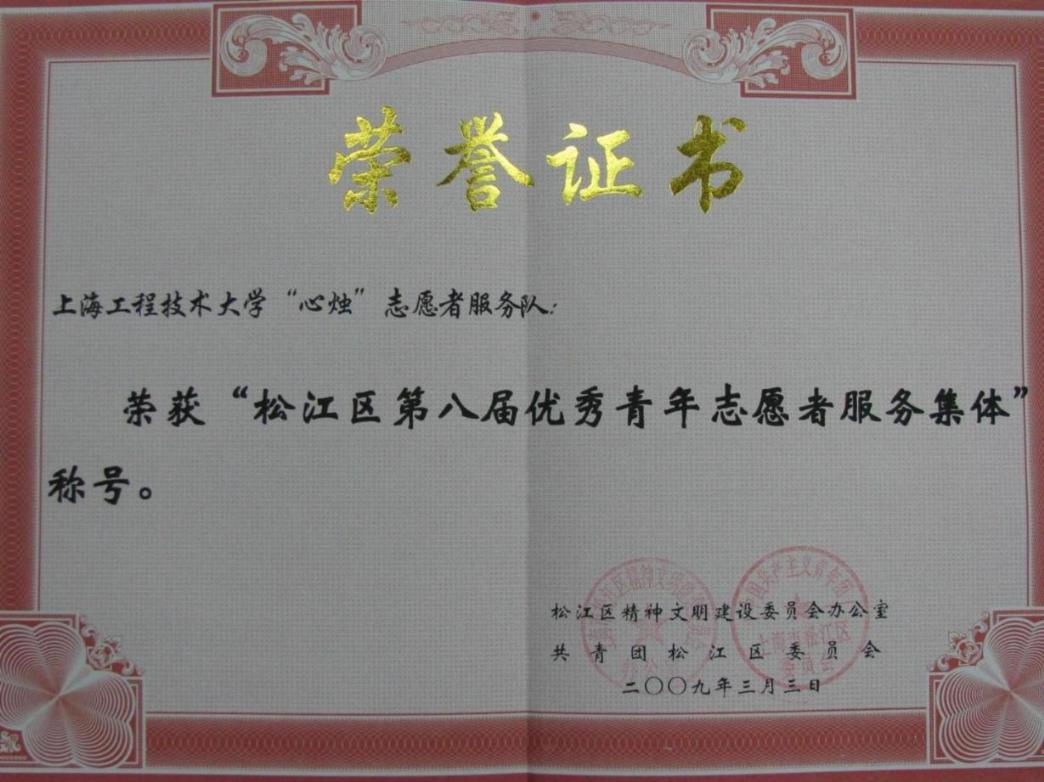 荣誉证书
上海工程技术大学“心烛”志愿者服务队：
荣获“松江区第八届优秀青年志愿者服务集体”
称号。
松江区精神文明建设委员会办公室
共青团松江区委员会
二〇〇九年三月三日